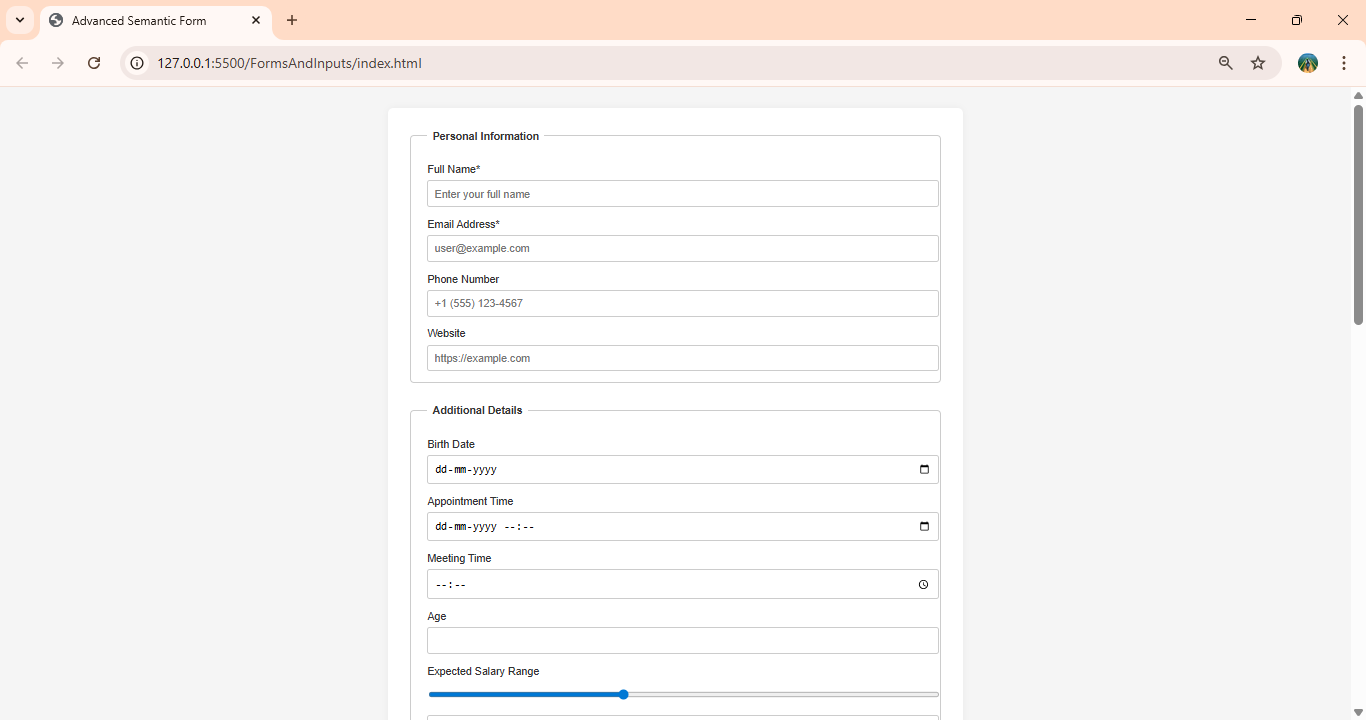 Advanced Semantic Form
127.0.0.1:5500/FormsAndInputs/index.html
Personal Information
Full Name*
Enter your full name
Email Address*
user@example.com
Phone Number
+1 (555) 123-4567
Website
https://example.com
Additional Details
Birth Date
dd-mm-yyyy
Appointment Time
dd-mm-yyyy --:--
Meeting Time
--:--
Age
Expected Salary Range